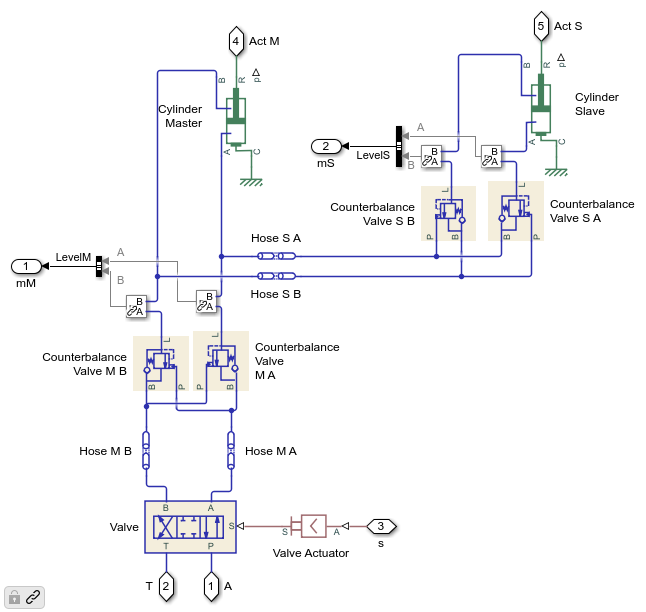 5 Act S
4 Act M
B R p
B R p
Cylinder
Master
Cylinder
Slave
A C
A C
2
mS
LevelS
A
B
B
A
B
A
Counterbalance
Valve S B
L
P B
L
B P
Counterbalance
Valve S A
Hose S A
Hose S B
1
mM
LevelM
A
B
B
A
B
A
Counterbalance
Valve M B
L
B P
L
P B
Counterbalance
Valve
M A
Hose M B
Hose M A
Valve
B A
T P
S
S
A
3
s
Valve Actuator
T 2
1 A